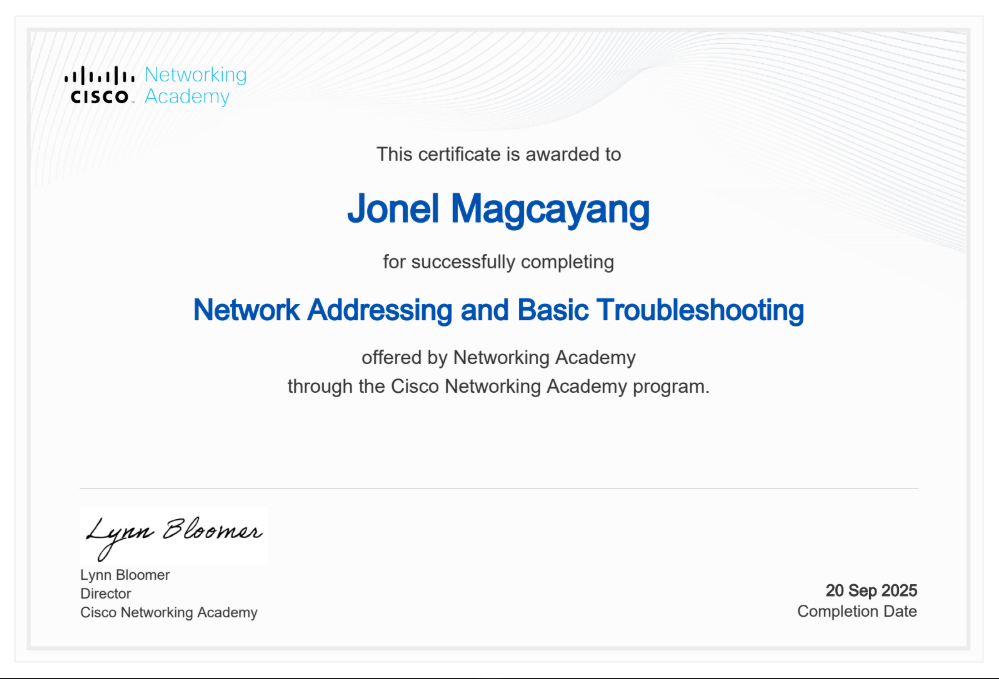 Networking
CISCO Academy
This certificate is awarded to
Jonel Magcayang
for successfully completing
Network Addressing and Basic Troubleshooting
offered by Networking Academy
through the Cisco Networking Academy program.
Lynn Bloomer
Lynn Bloomer
Director
Cisco Networking Academy
20 Sep 2025
Completion Date